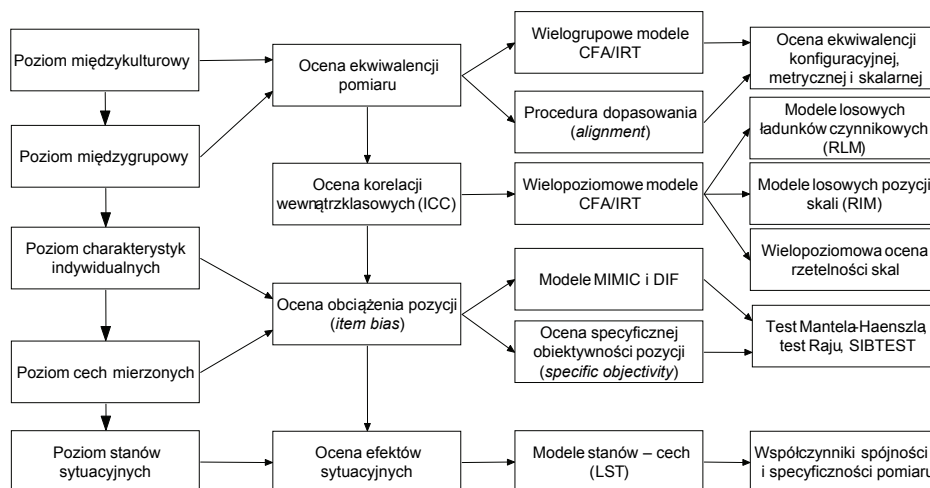 Poziom międzykulturowy
Poziom międzygrupowy
Poziom charakterystyk
indywidualnych
Poziom cech mierzonych
Poziom stanów
sytuacyjnych
Ocena ekwiwalencji
pomiaru
Ocena korelacji
wewnątrzklasowych (ICC)
Ocena obciążenia pozycji
(item bias)
Ocena efektów
sytuacyjnych
Wielogrupowe modele
CFA/IRT
Procedura dopasowania
(alignment)
Wielopoziomowe modele
CFA/IRT
Modele MIMIC i DIF
Ocena specyficznej
obiektywności pozycji
(specific objectivity)
Modele stanów – cech
(LST)
Ocena ekwiwalencji
konfiguracyjnej,
metrycznej i skalarnej
Modele losowych
ładunków czynnikowych
(RLM)
Modele losowych pozycji
skali (RIM)
Wielopoziomowa ocena
rzetelności skal
Test Mantela-Haenszla,
test Raju, SIBTEST
Współczynniki spójności
i specyficzności pomiaru